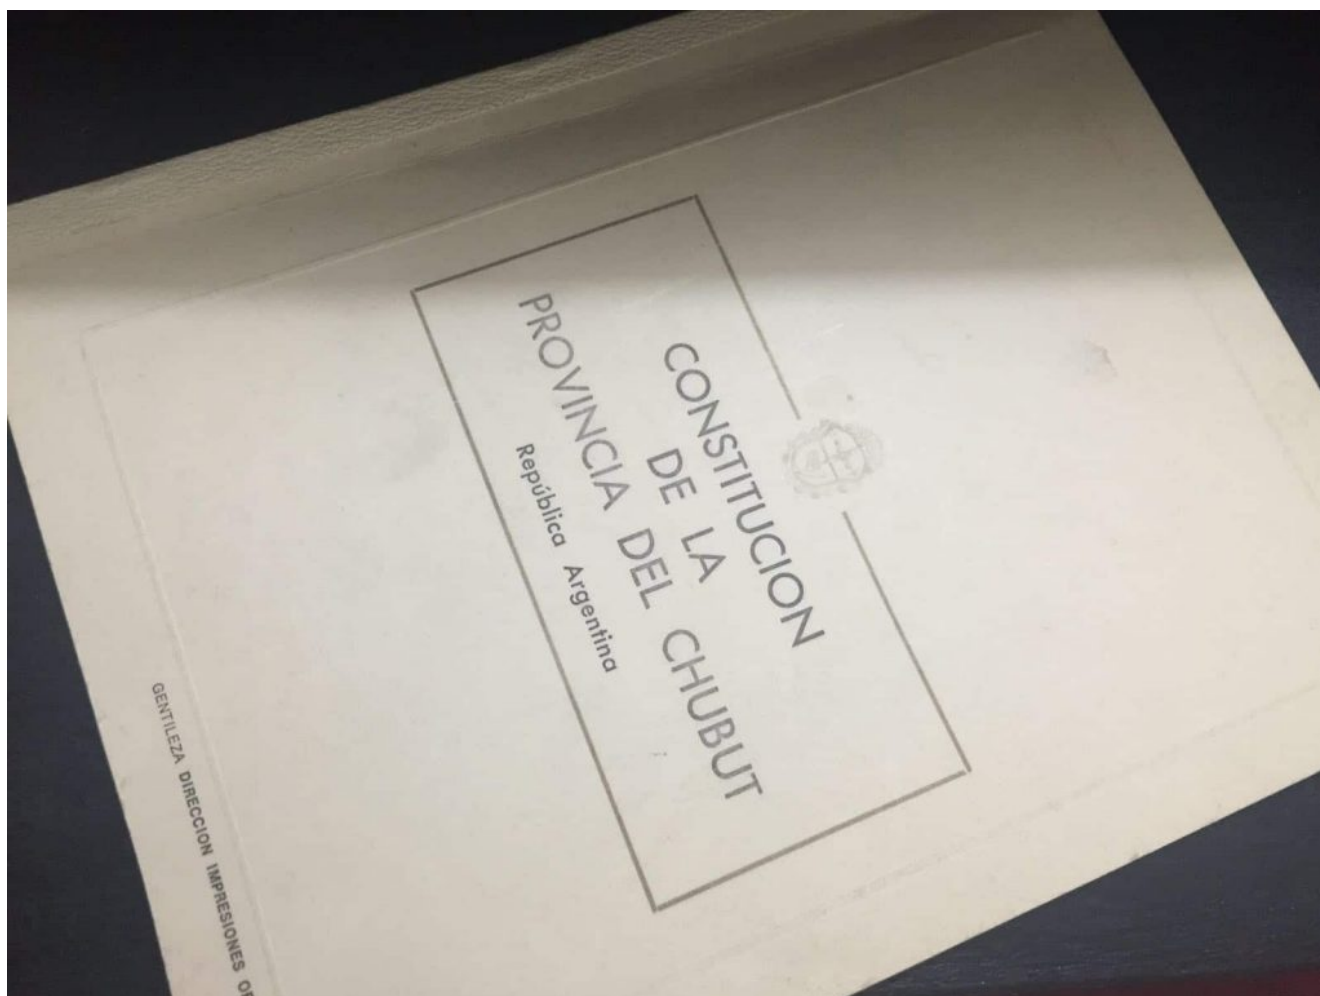 CONSTITUCION
DE LA
PROVINCIA DEL CHUBUT
República Argentina
GENTILEZA DIRECCION IMPRESIONES